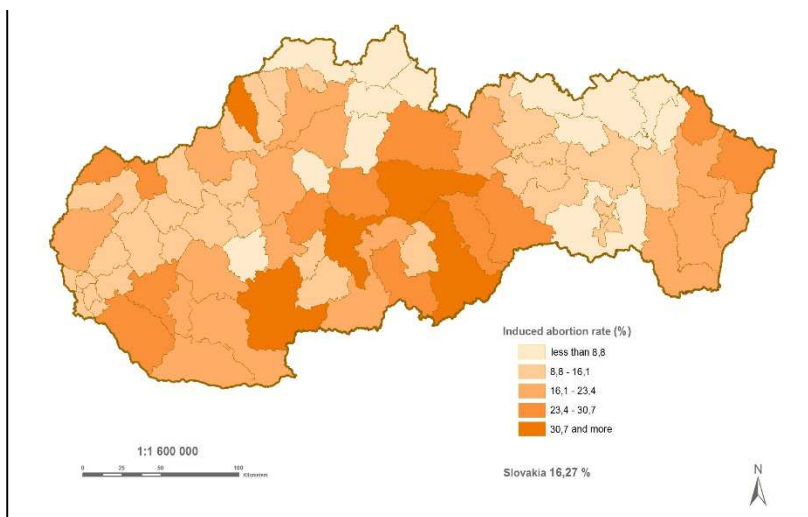 Induced abortion rate (%)
less than 8,8
8,8 - 16,1
16,1 - 23,4
23,4 - 30,7
30,7 and more
1:1 600 000
0 25 50 100
Kilometers
Slovakia 16,27 %
N